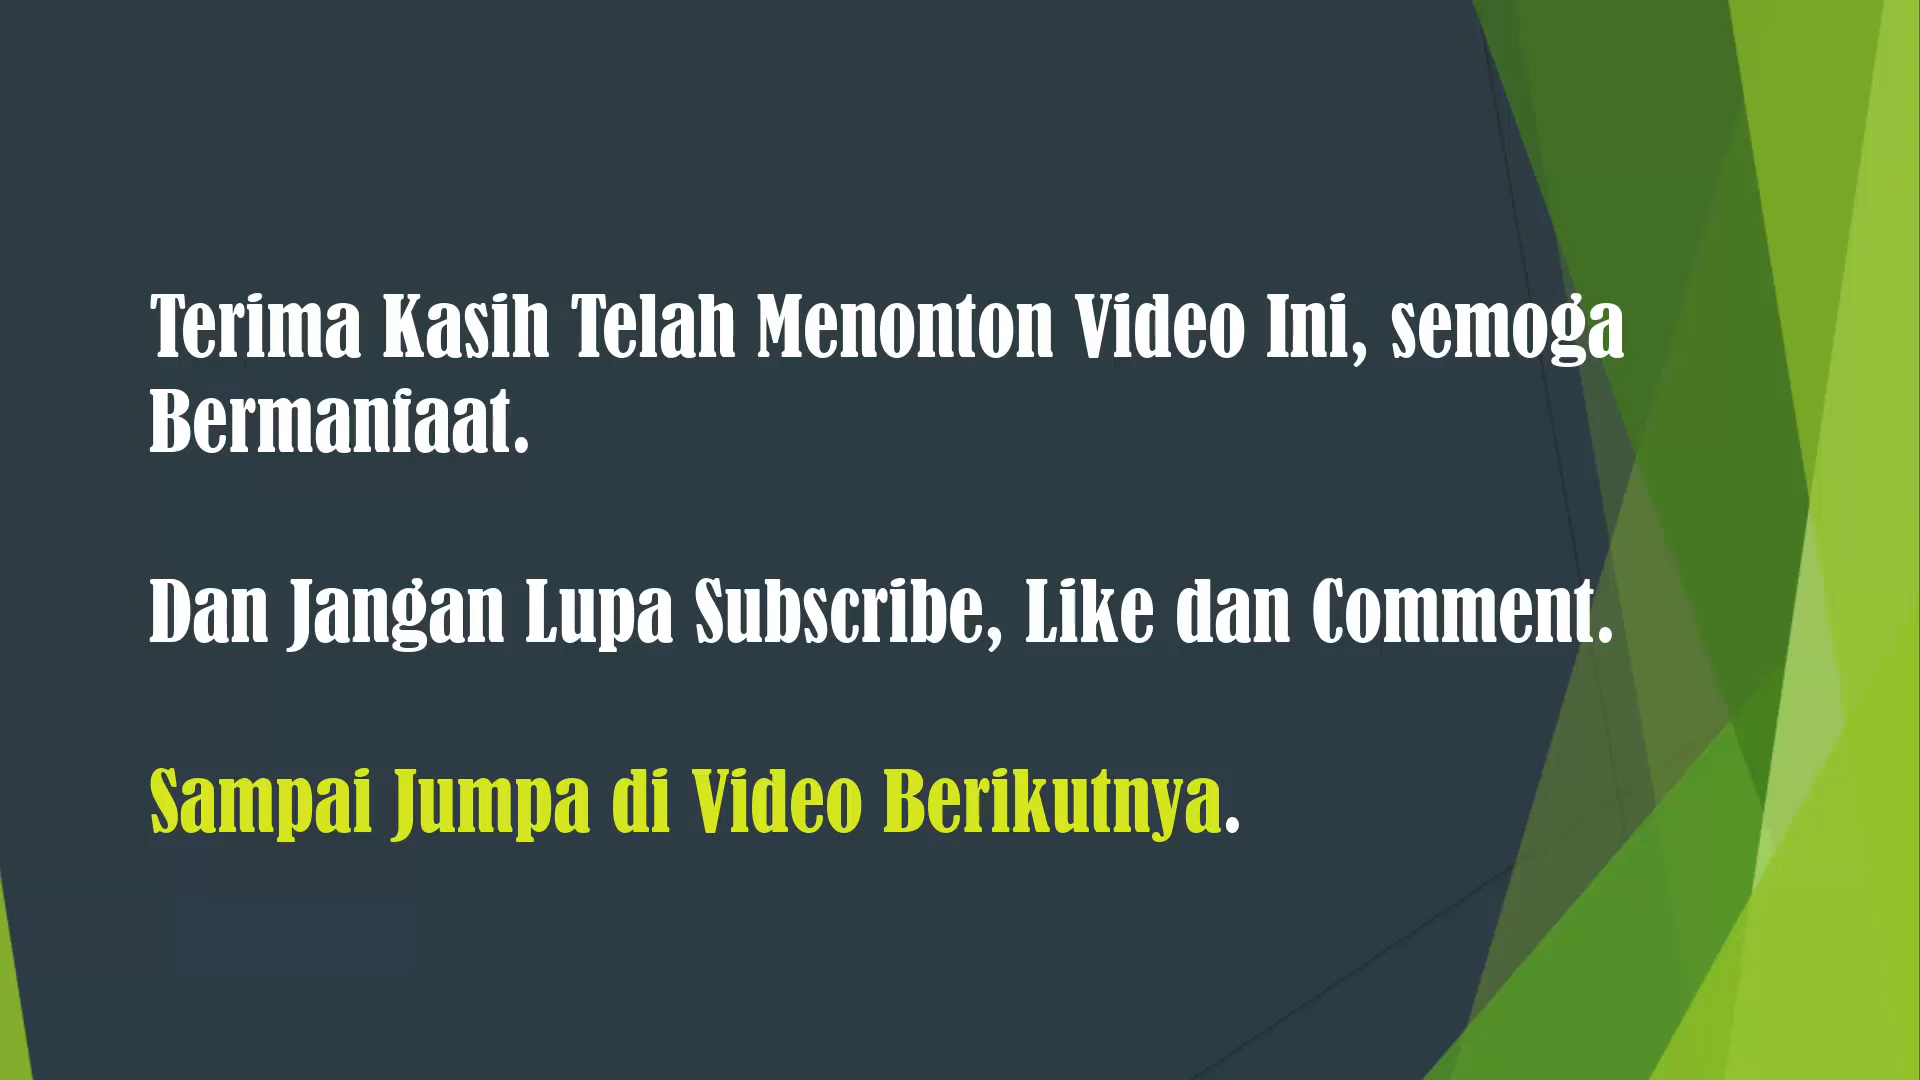 Terima Kasih Telah Menonton Video Ini, semoga
Bermanfaat.
Dan Jangan Lupa Subscribe, Like dan Comment.
Sampai Jumpa di Video Berikutnya.